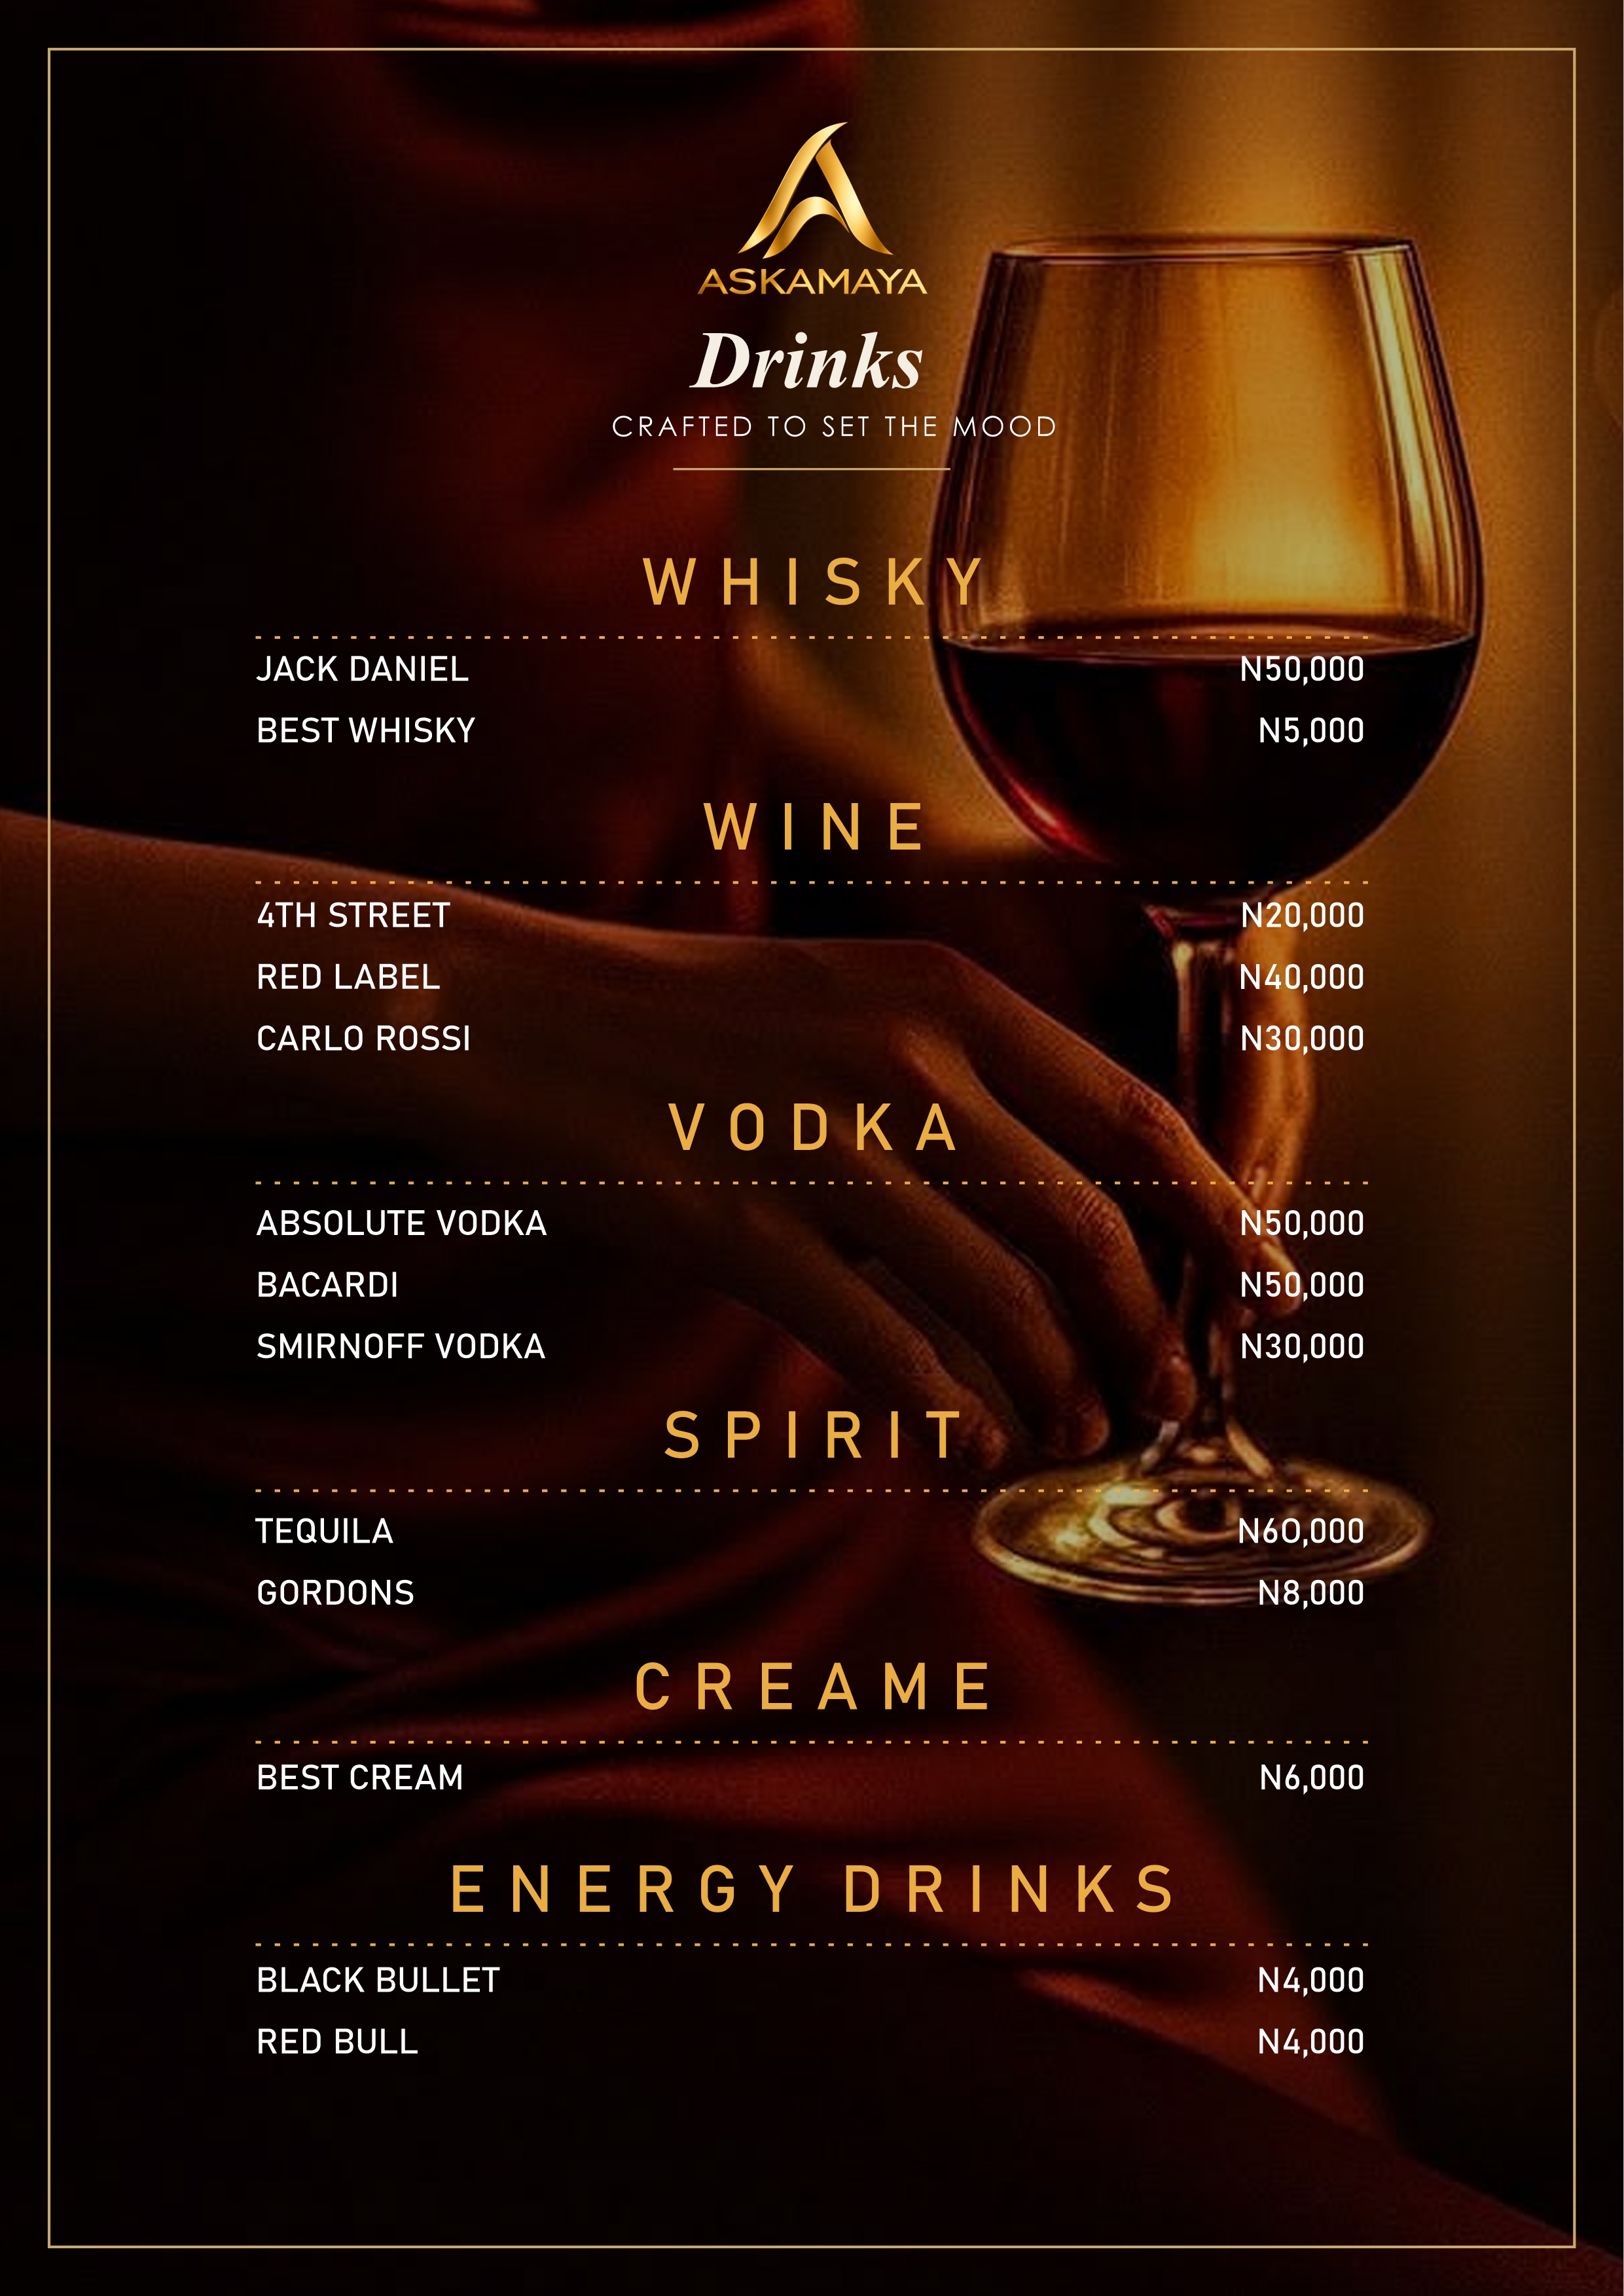 ASKAMAYA
Drinks
CRAFTED TO SET THE MOOD
WHISKY
JACK DANIEL N50,000
BEST WHISKY N5,000
WINE
4TH STREET N20,000
RED LABEL N40,000
CARLO ROSSI N30,000
VODKA
ABSOLUTE VODKA N50,000
BACARDI N50,000
SMIRNOFF VODKA N30,000
SPIRIT
TEQUILA N60,000
GORDONS N8,000
CREAME
BEST CREAM N6,000
ENERGY DRINKS
BLACK BULLET N4,000
RED BULL N4,000